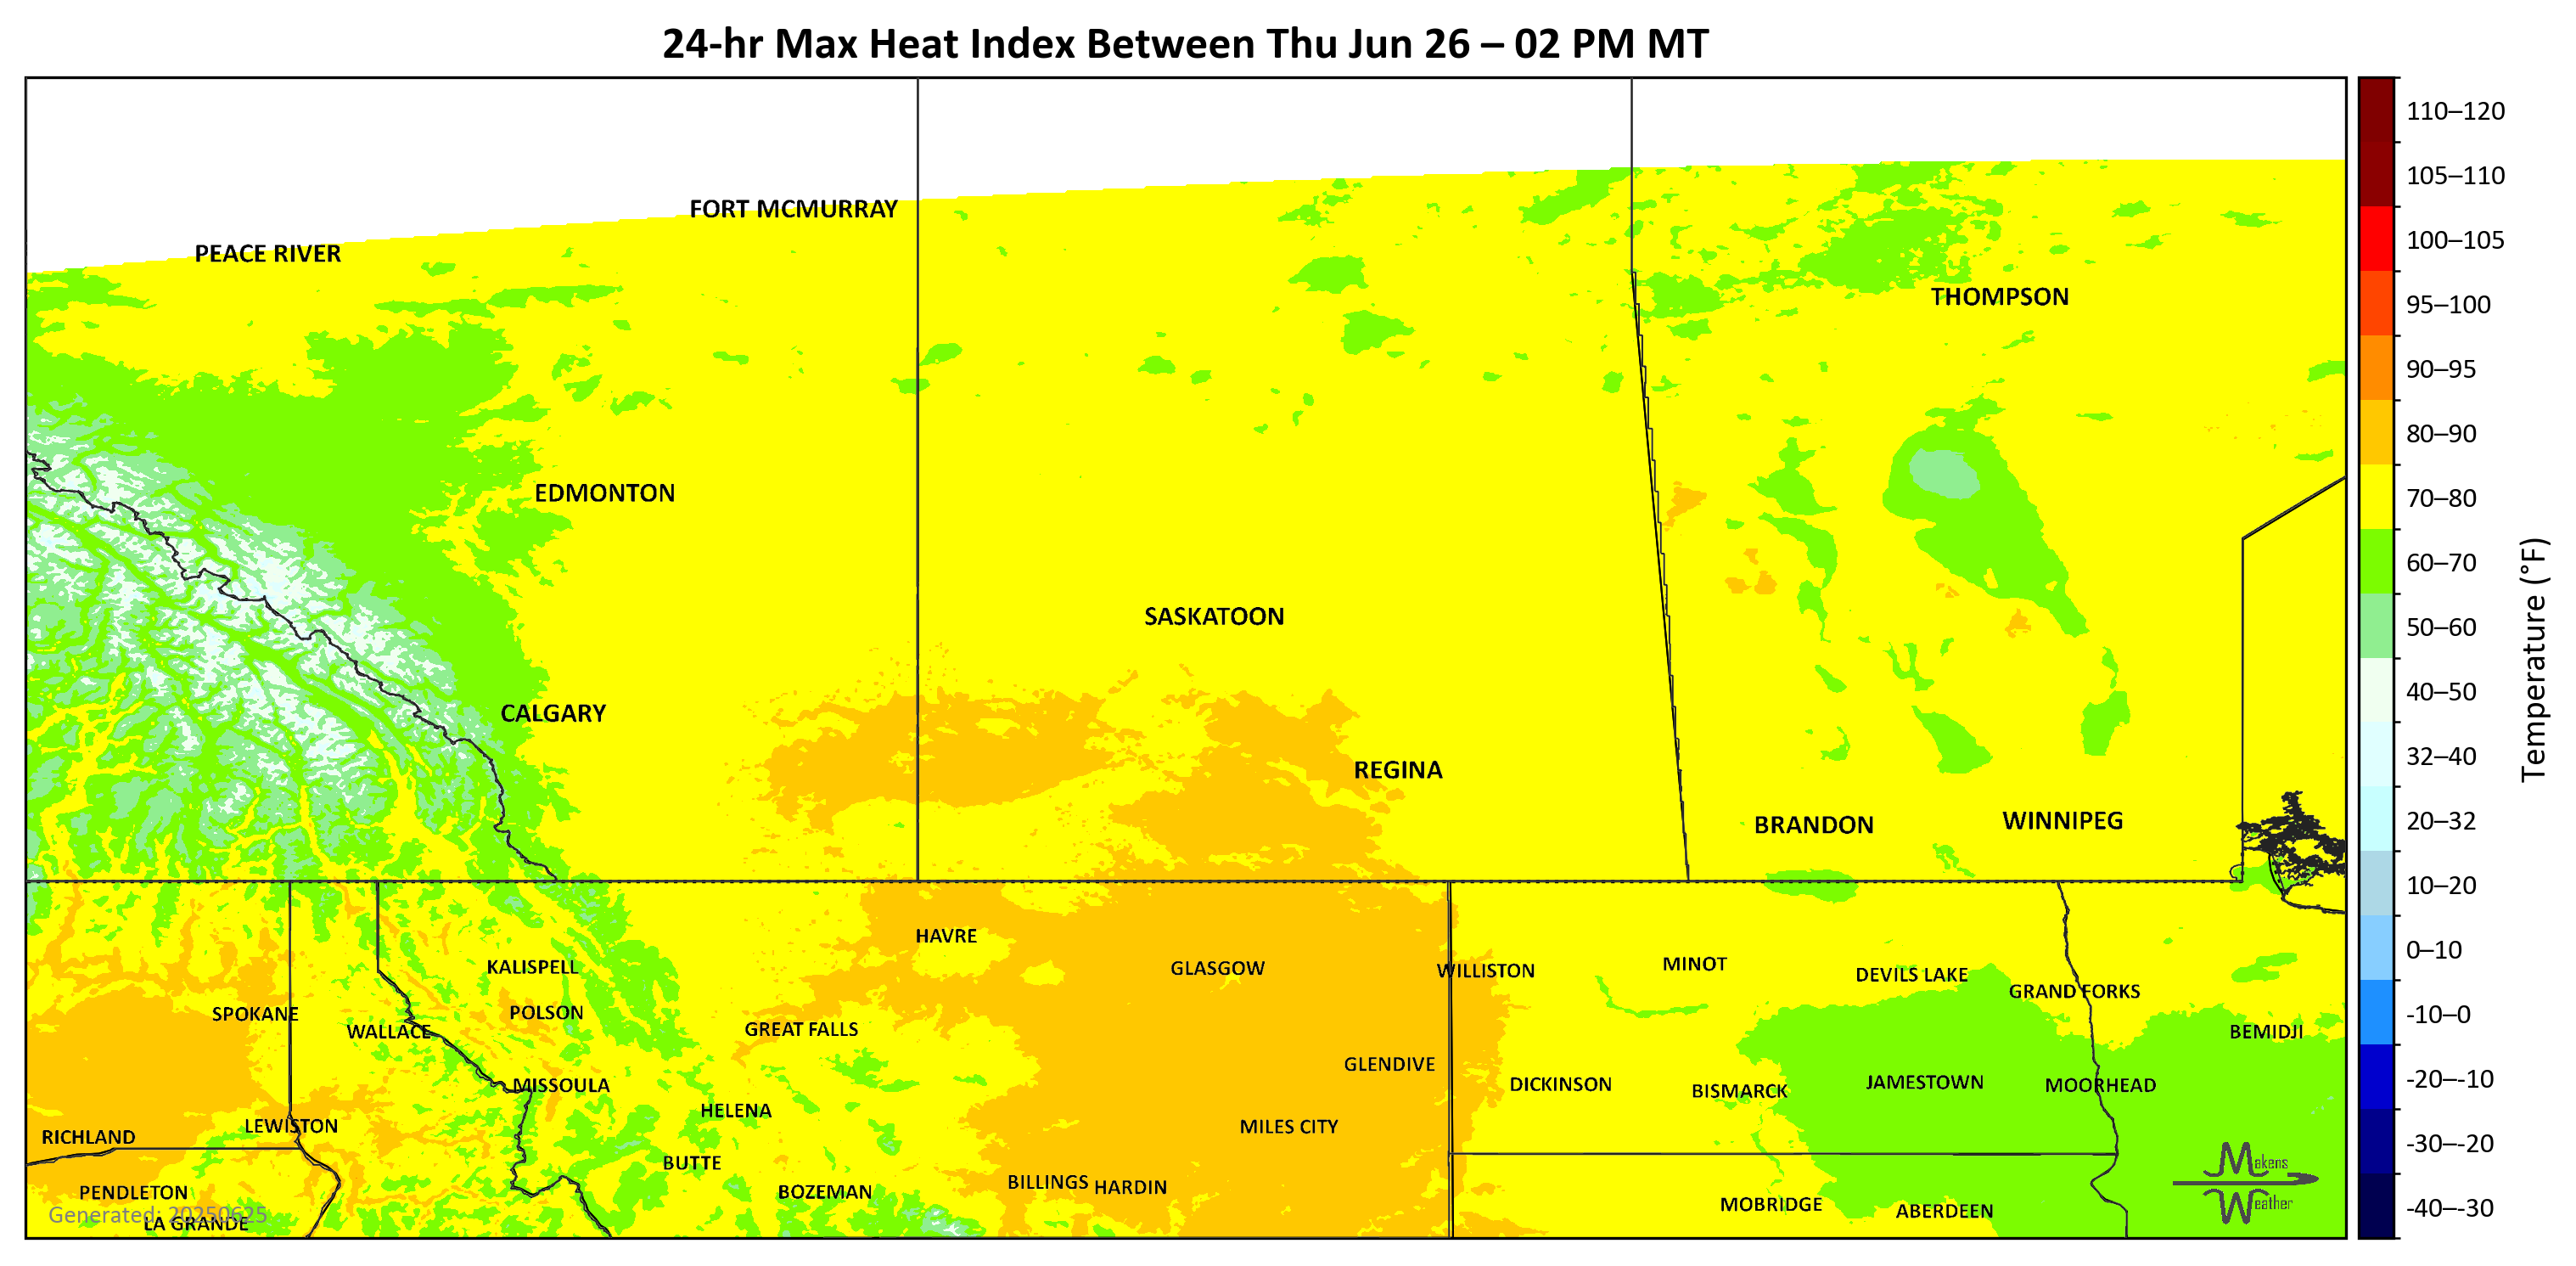 24-hr Max Heat Index Between Thu Jun 26 – 02 PM MT
FORT MCMURRAY
PEACE RIVER
THOMPSON
EDMONTON
SASKATOON
CALGARY
REGINA
BRANDON
WINNIPEG
HAVRE
KALISPELL
GLASGOW
WILLISTON
MINOT
DEVILS LAKE
GRAND FORKS
SPOKANE
POLSON
WALLACE
GREAT FALLS
BEMIDJI
GLENDIVE
MISSOULA
DICKINSON
BISMARCK
JAMESTOWN
MOORHEAD
HELENA
LEWISTON
MILES CITY
RICHLAND
BUTTE
PENDLETON
BOZEMAN
BILLINGS
HARDIN
MOBRIDGE
ABERDEEN
Generated: 20250625
LA GRANDE
Makens
Weather
110–120
105–110
100–105
95–100
90–95
80–90
70–80
60–70
50–60
40–50
32–40
20–32
10–20
0–10
-10–0
-20–-10
-30–-20
-40–-30
Temperature (°F)